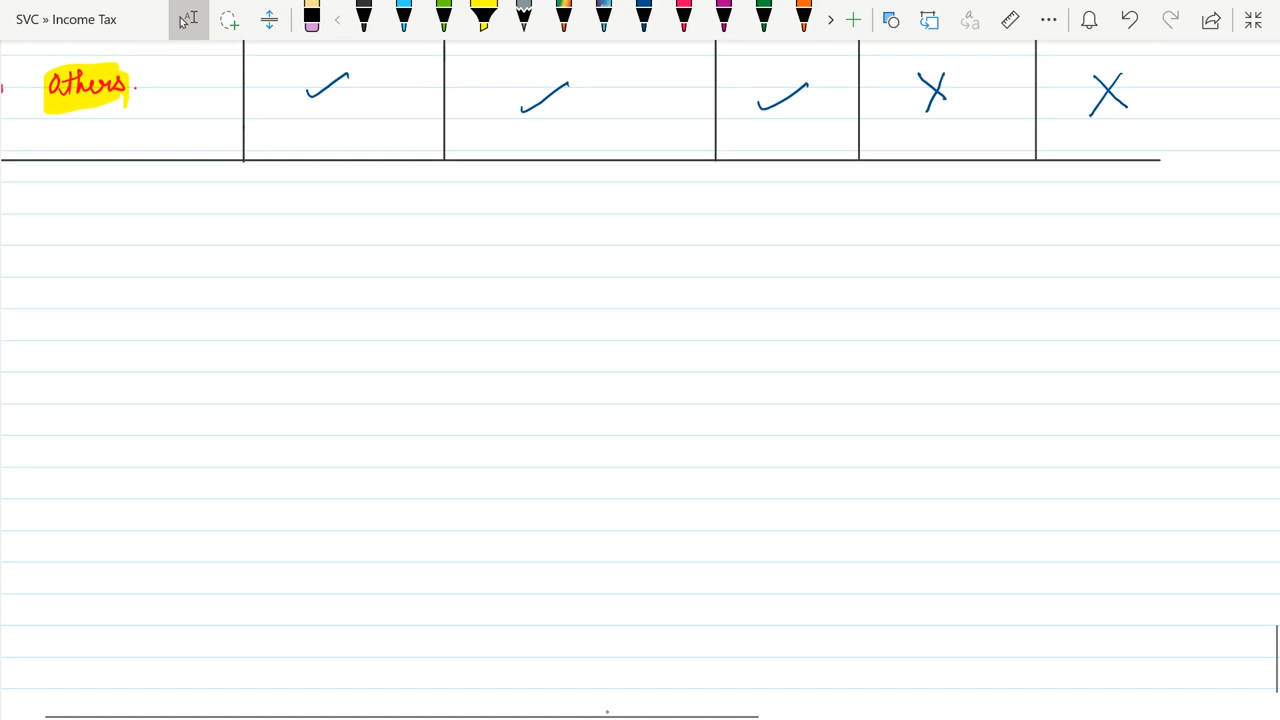 SVC » Income Tax
Others ✓ ✓ ✓ X X